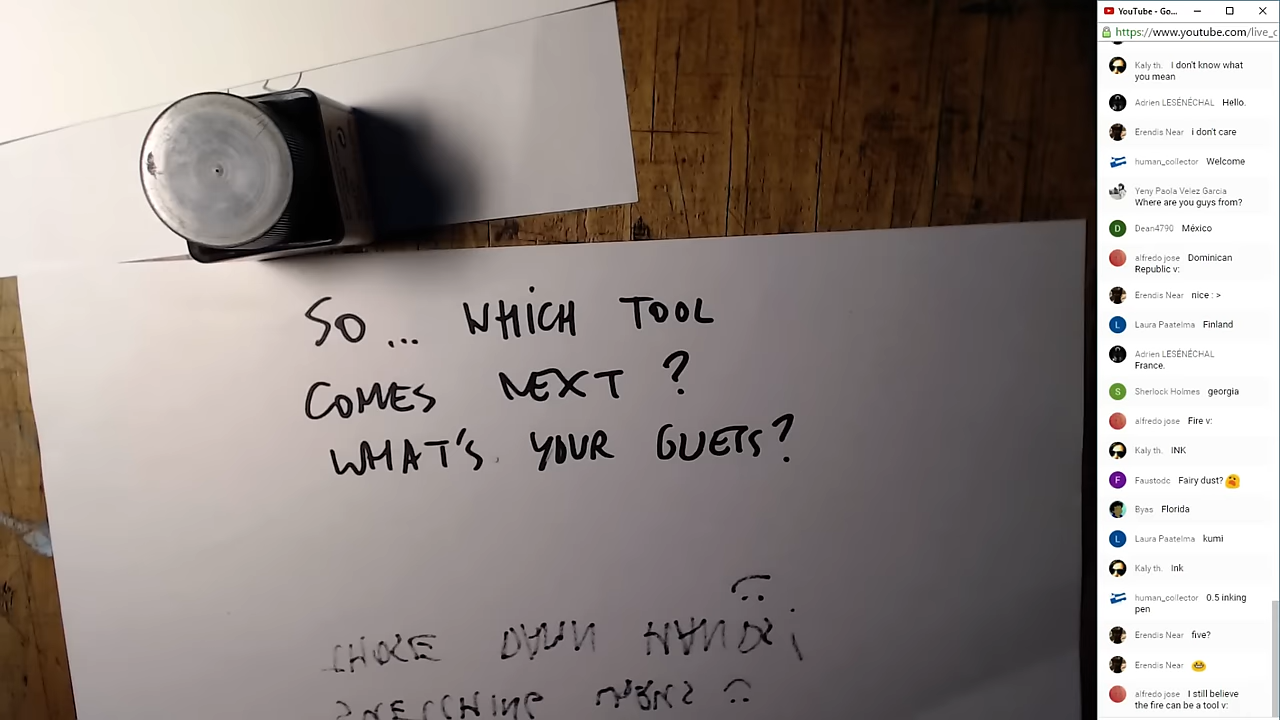 SO... WHICH TOOL
COMES NEXT ?
WHAT'S YOUR GUETS?
YouTube - Go...
https://www.youtube.com/live_c
Kaly th. I don't know what
you mean
Adrien LESÉNÉCHAL Hello.
Erendis Near i don't care
human_collector Welcome
Yeny Paola Velez Garcia
Where are you guys from?
D Dean4790 México
alfredo jose Dominican
Republic v:
Erendis Near nice : >
L Laura Paatelma Finland
Adrien LESÉNÉCHAL
France.
S Sherlock Holmes georgia
alfredo jose Fire v:
Kaly th. INK
F Faustodc Fairy dust?
Byas Florida
L Laura Paatelma kumi
Kaly th. Ink
human_collector 0.5 inking
pen
Erendis Near five?
Erendis Near
alfredo jose I still believe
the fire can be a tool v: